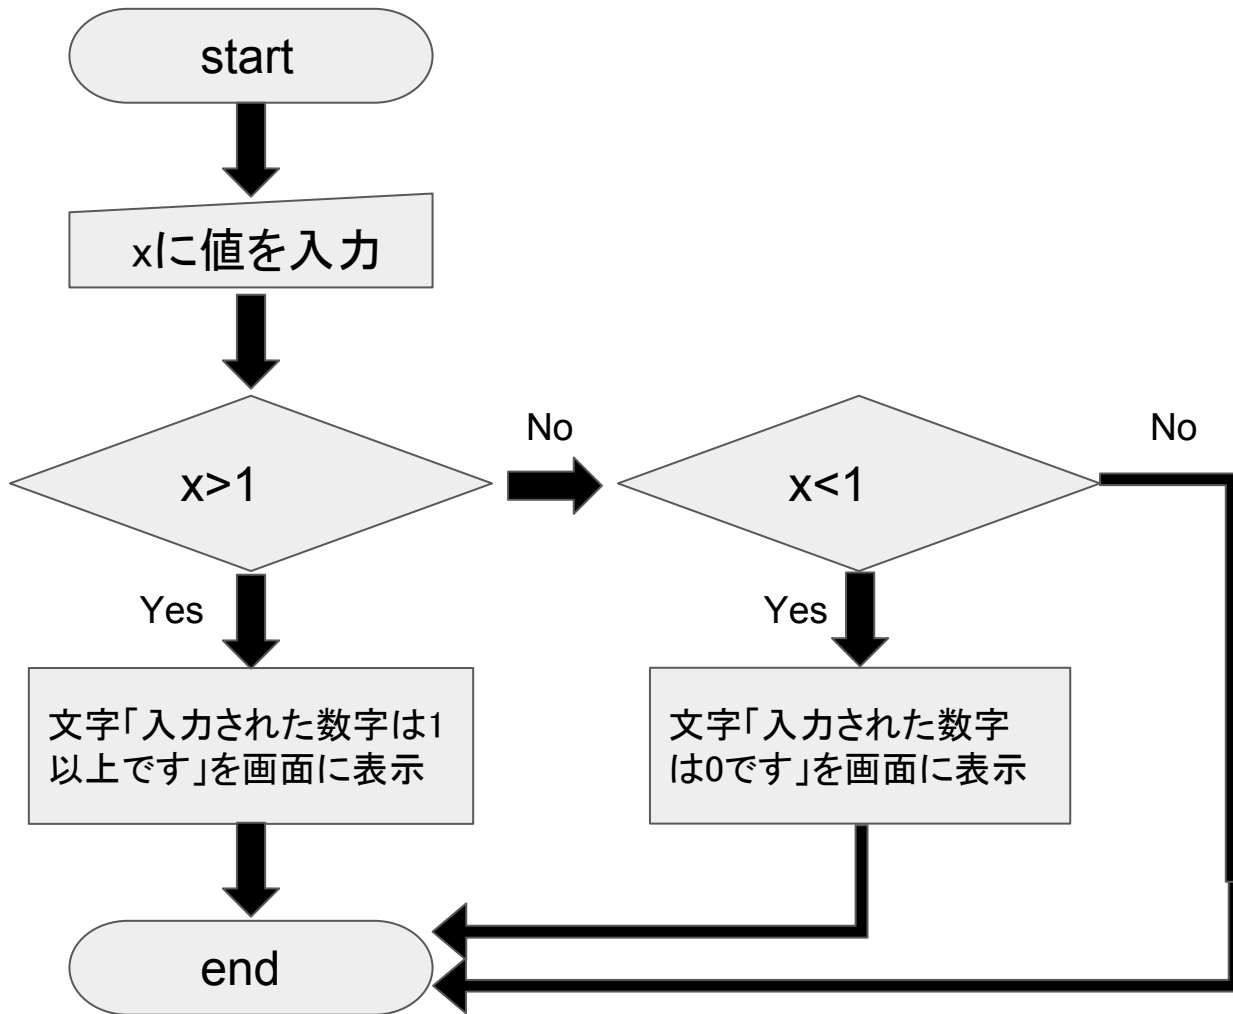 start
xに値を入力
x>1
No
x<1
No
Yes
Yes
文字「入力された数字は1
以上です」を画面に表示
文字「入力された数字
は0です」を画面に表示
end